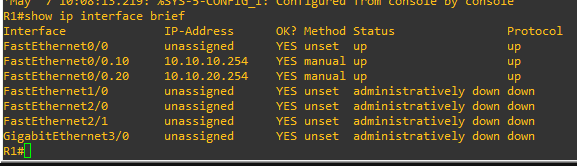 *May  7 10:08:13.219: %SYS-5-CONFIG_I: Configured from console by console
R1#show ip interface brief
Interface              IP-Address      OK? Method Status                Protocol
FastEthernet0/0        unassigned      YES unset  up                    up
FastEthernet0/0.10     10.10.10.254    YES manual up                    up
FastEthernet0/0.20     10.10.20.254    YES manual up                    up
FastEthernet1/0        unassigned      YES unset  administratively down down
FastEthernet2/0        unassigned      YES unset  administratively down down
FastEthernet2/1        unassigned      YES unset  administratively down down
GigabitEthernet3/0     unassigned      YES unset  administratively down down
R1#